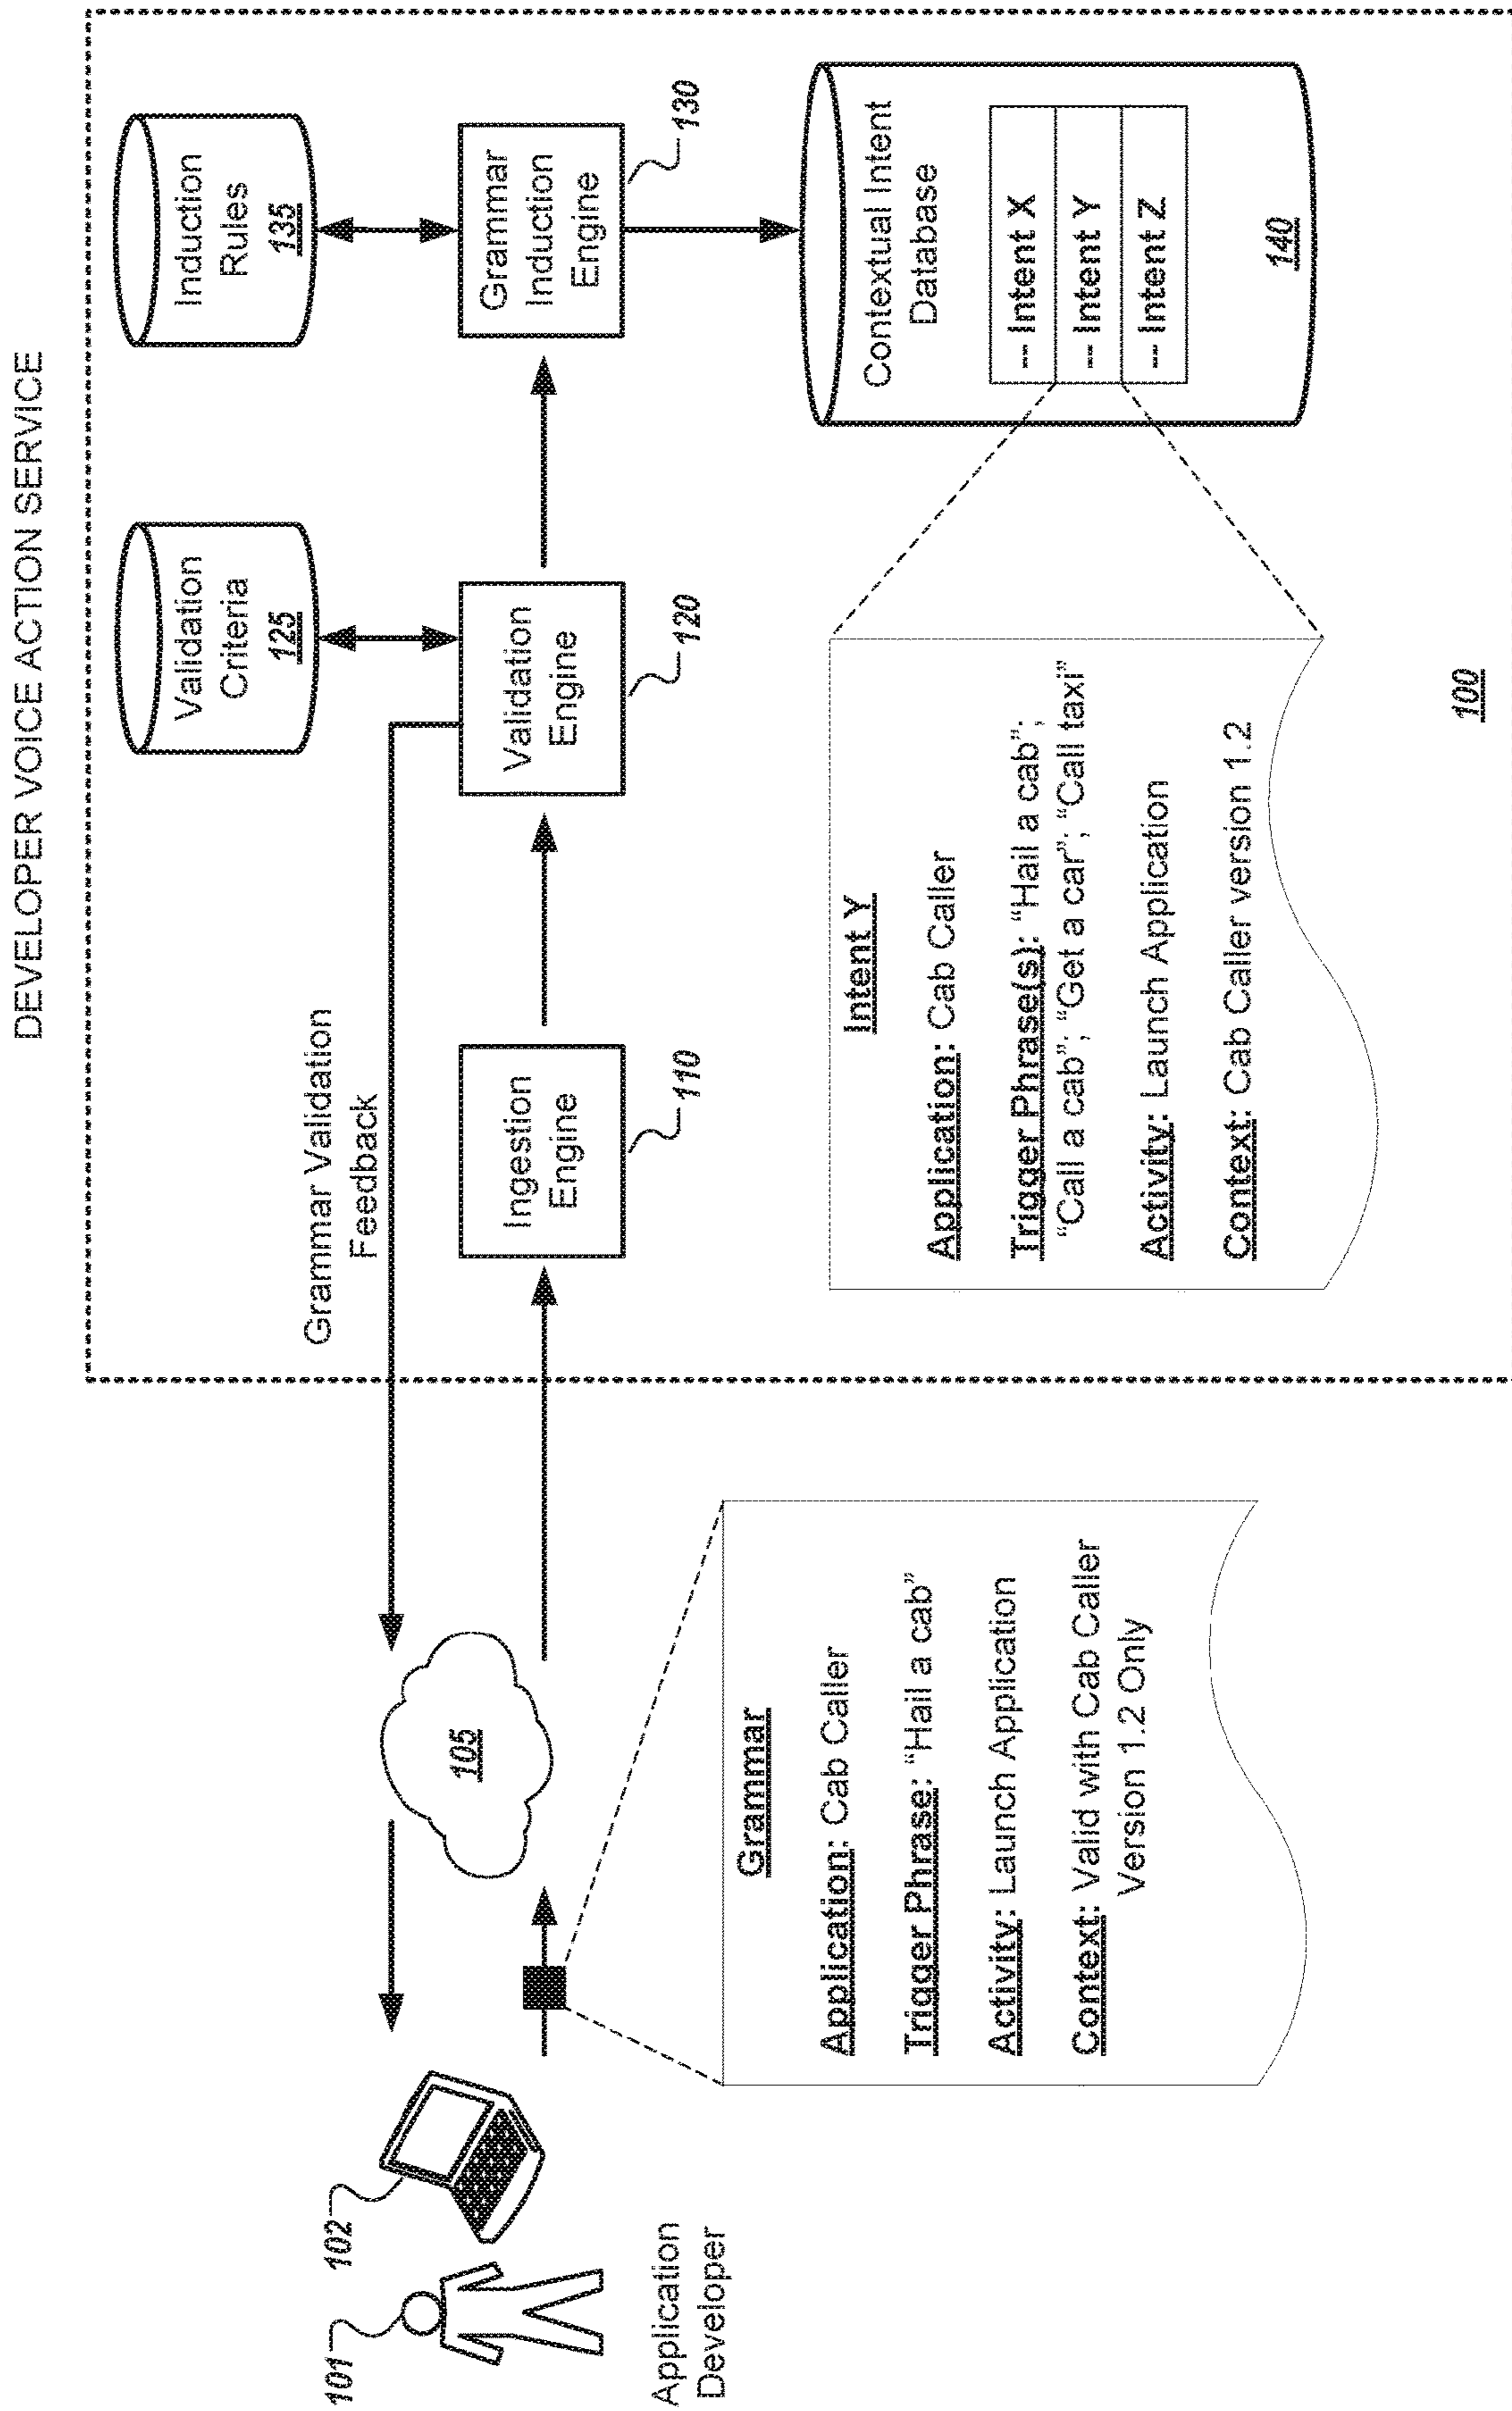 DEVELOPER VOICE ACTION SERVICE
101
102
Application
Developer
105
Grammar Validation
Feedback
Ingestion
Engine
110
Validation
Criteria
125
Validation
Engine
120
Induction
Rules
135
Grammar
Induction
Engine
130
Grammar
Application: Cab Caller
Trigger Phrase: “Hail a cab”
Activity: Launch Application
Context: Valid with Cab Caller
Version 1.2 Only
Intent Y
Application: Cab Caller
Trigger Phrase(s): “Hail a cab”;
“Call a cab”; “Get a car”; “Call taxi”
Activity: Launch Application
Context: Cab Caller version 1.2
Contextual Intent
Database
-- Intent X
-- Intent Y
-- Intent Z
140
100